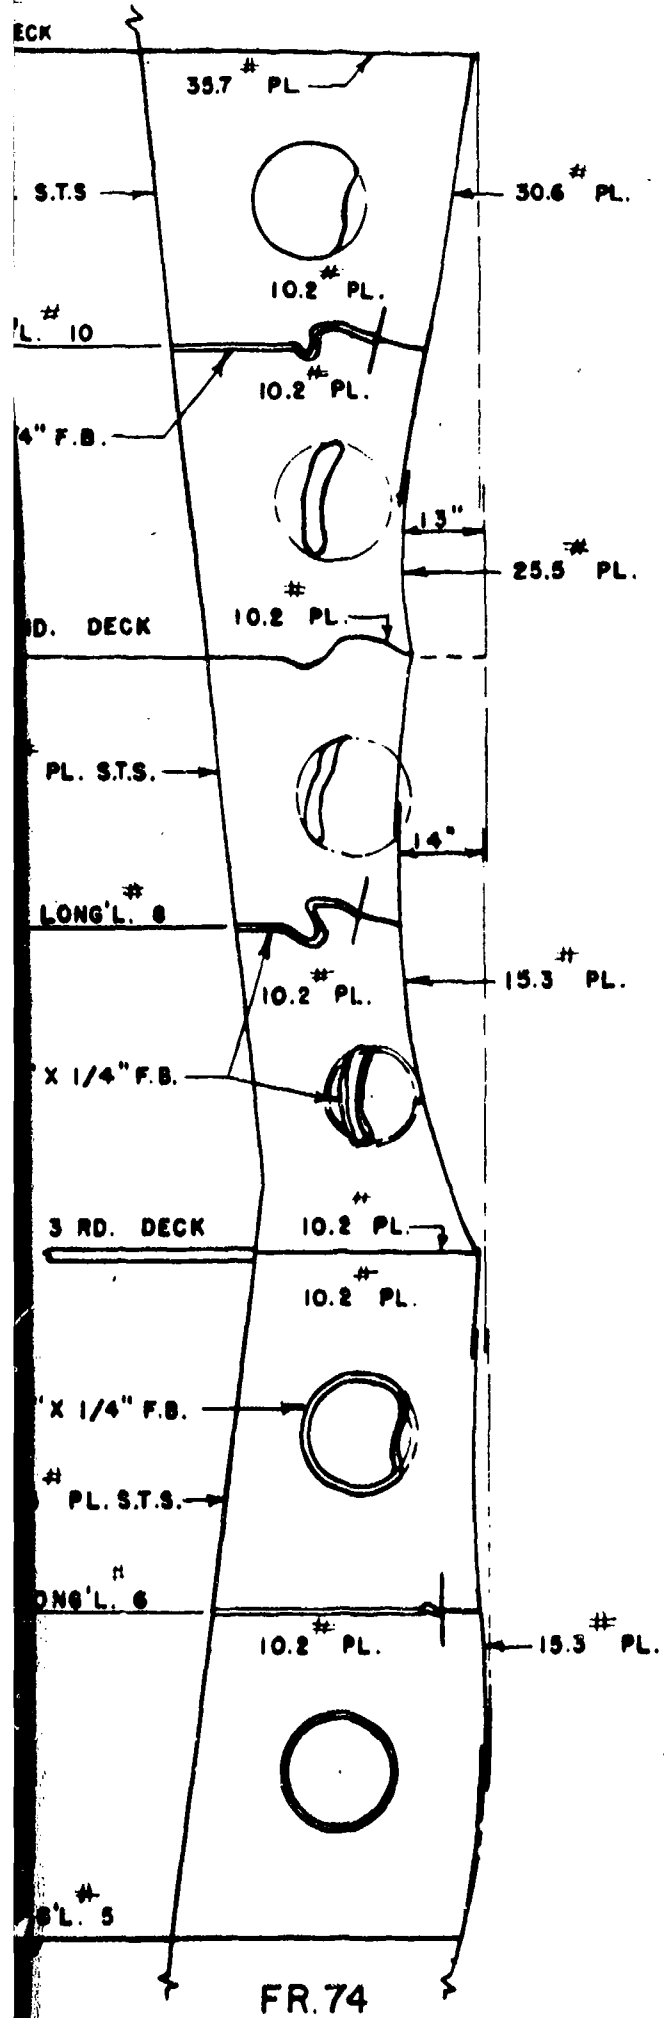 ECK
35.7 # PL
S.T.S
30.6 # PL.
10.2 # PL.
'L. # 10
10.2 # PL.
4" F.B.
13"
25.5 # PL.
10.2 # PL.
D. DECK
PL. S.T.S.
14"
LONG'L. # 8
10.2 # PL.
15.3 # PL.
X 1/4" F.B.
3 RD. DECK
10.2 # PL.
10.2 # PL.
X 1/4" F.B.
# PL. S.T.S.
ONG'L. # 6
10.2 # PL.
15.3 # PL.
G'L. # 5
FR. 74